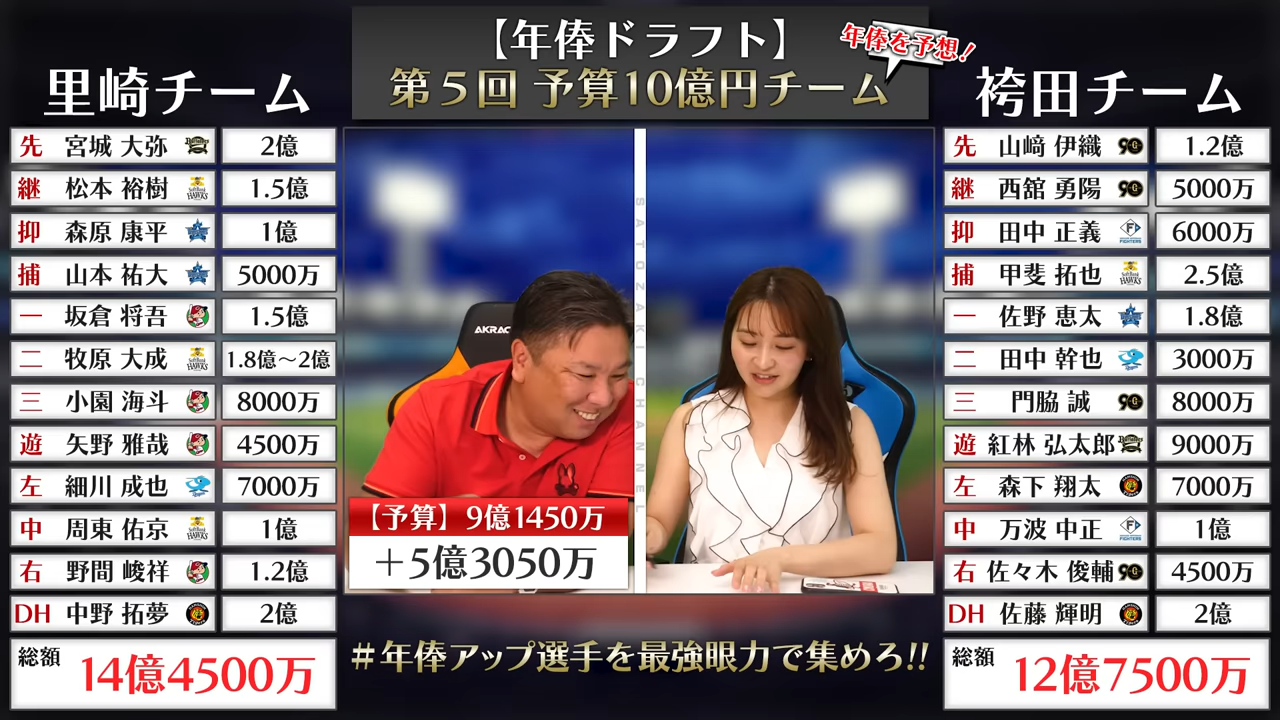 【年俸ドラフト】
第5回 予算10億円チーム
年俸を予想!
里崎チーム
先 宮城 大弥 2億
継 松本 裕樹 1.5億
抑 森原 康平 1億
捕 山本 祐大 5000万
一 坂倉 将吾 1.5億
二 牧原 大成 1.8億〜2億
三 小園 海斗 8000万
遊 矢野 雅哉 4500万
左 細川 成也 7000万
中 周東 佑京 1億
右 野間 峻祥 1.2億
DH 中野 拓夢 2億
総額 14億4500万
AKRAC
SATOZAKI CHANNEL
【予算】9億1450万
+5億3050万
袴田チーム
先 山﨑 伊織 1.2億
継 西舘 勇陽 5000万
抑 田中 正義 6000万
捕 甲斐 拓也 2.5億
一 佐野 恵太 1.8億
二 田中 幹也 3000万
三 門脇 誠 8000万
遊 紅林 弘太郎 9000万
左 森下 翔太 7000万
中 万波 中正 1億
右 佐々木 俊輔 4500万
DH 佐藤 輝明 2億
総額 12億7500万
#年俸アップ選手を最強眼力で集めろ!!